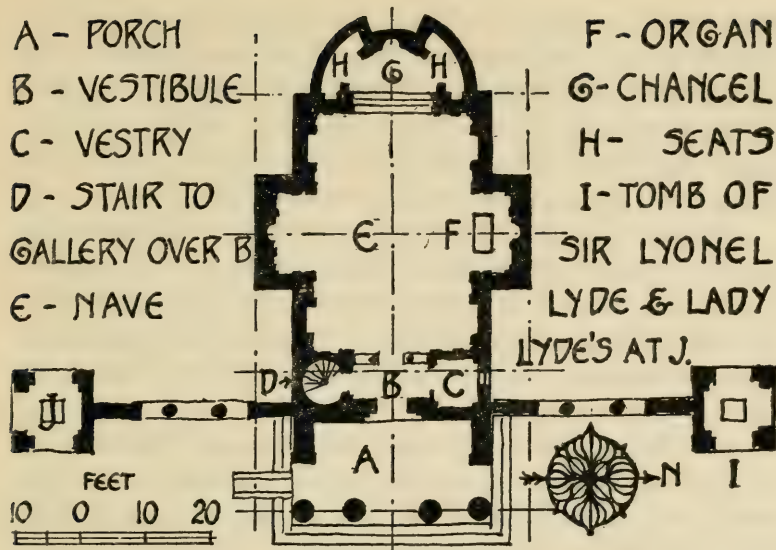 A - PORCH
B - VESTIBULE
C - VESTRY
D - STAIR TO
GALLERY OVER B
E - NAVE
F - ORGAN
G - CHANCEL
H - SEATS
I - TOMB OF
SIR LYONEL
LYDE & LADY
LYDE'S AT J.
H G H
E F
D B C
J A N I
FEET
10 0 10 20